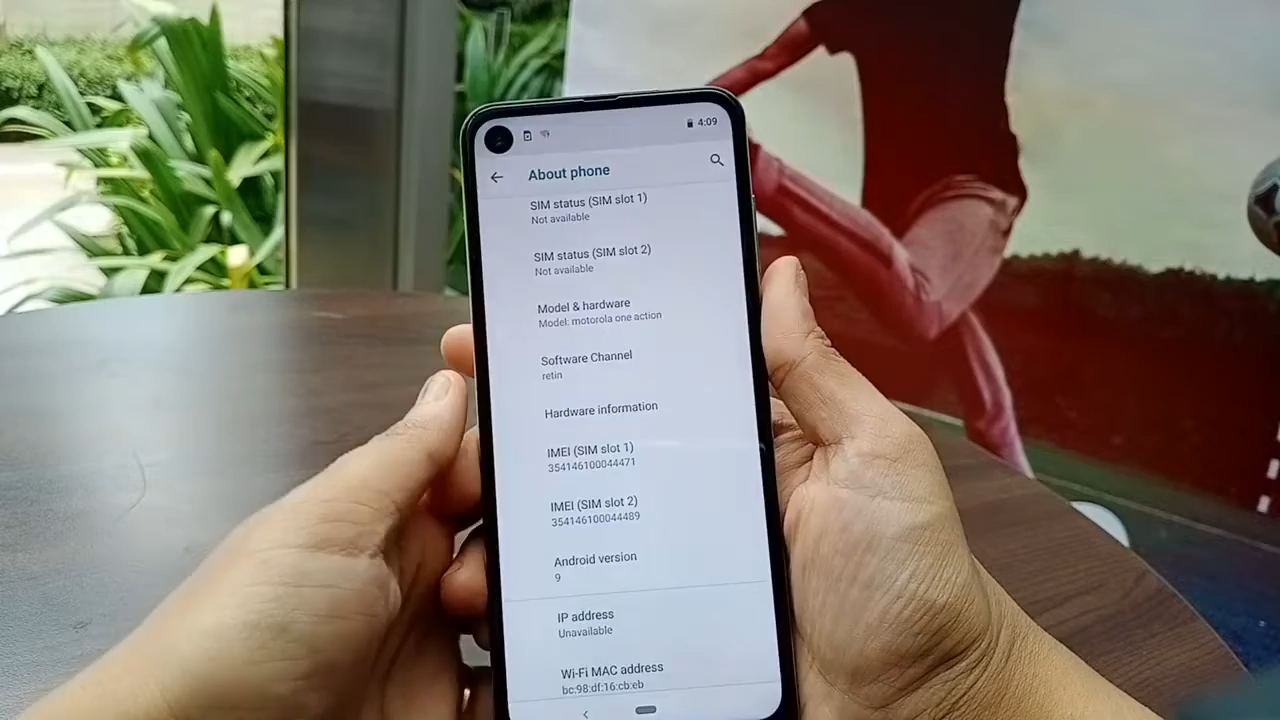 4:09
About phone
SIM status (SIM slot 1)
Not available
SIM status (SIM slot 2)
Not available
Model & hardware
Model: motorola one action
Software Channel
retin
Hardware information
IMEI (SIM slot 1)
354146100044471
IMEI (SIM slot 2)
354146100044489
Android version
9
IP address
Unavailable
Wi-Fi MAC address
bc:98:df:16:cb:eb